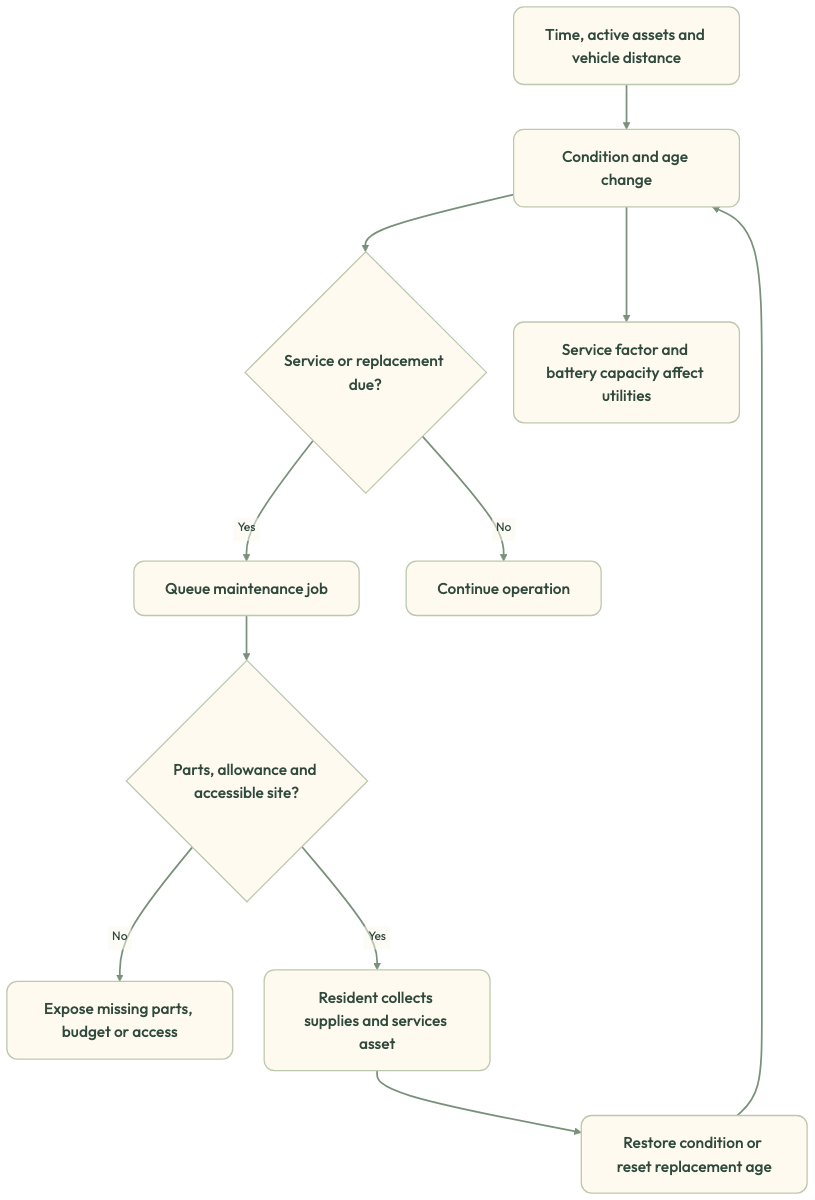 Time, active assets and
vehicle distance
Condition and age
change
Service or replacement
due?
Service factor and
battery capacity affect
utilities
Yes
No
Queue maintenance job
Continue operation
Parts, allowance and
accessible site?
No
Yes
Expose missing parts,
budget or access
Resident collects
supplies and services
asset
Restore condition or
reset replacement age